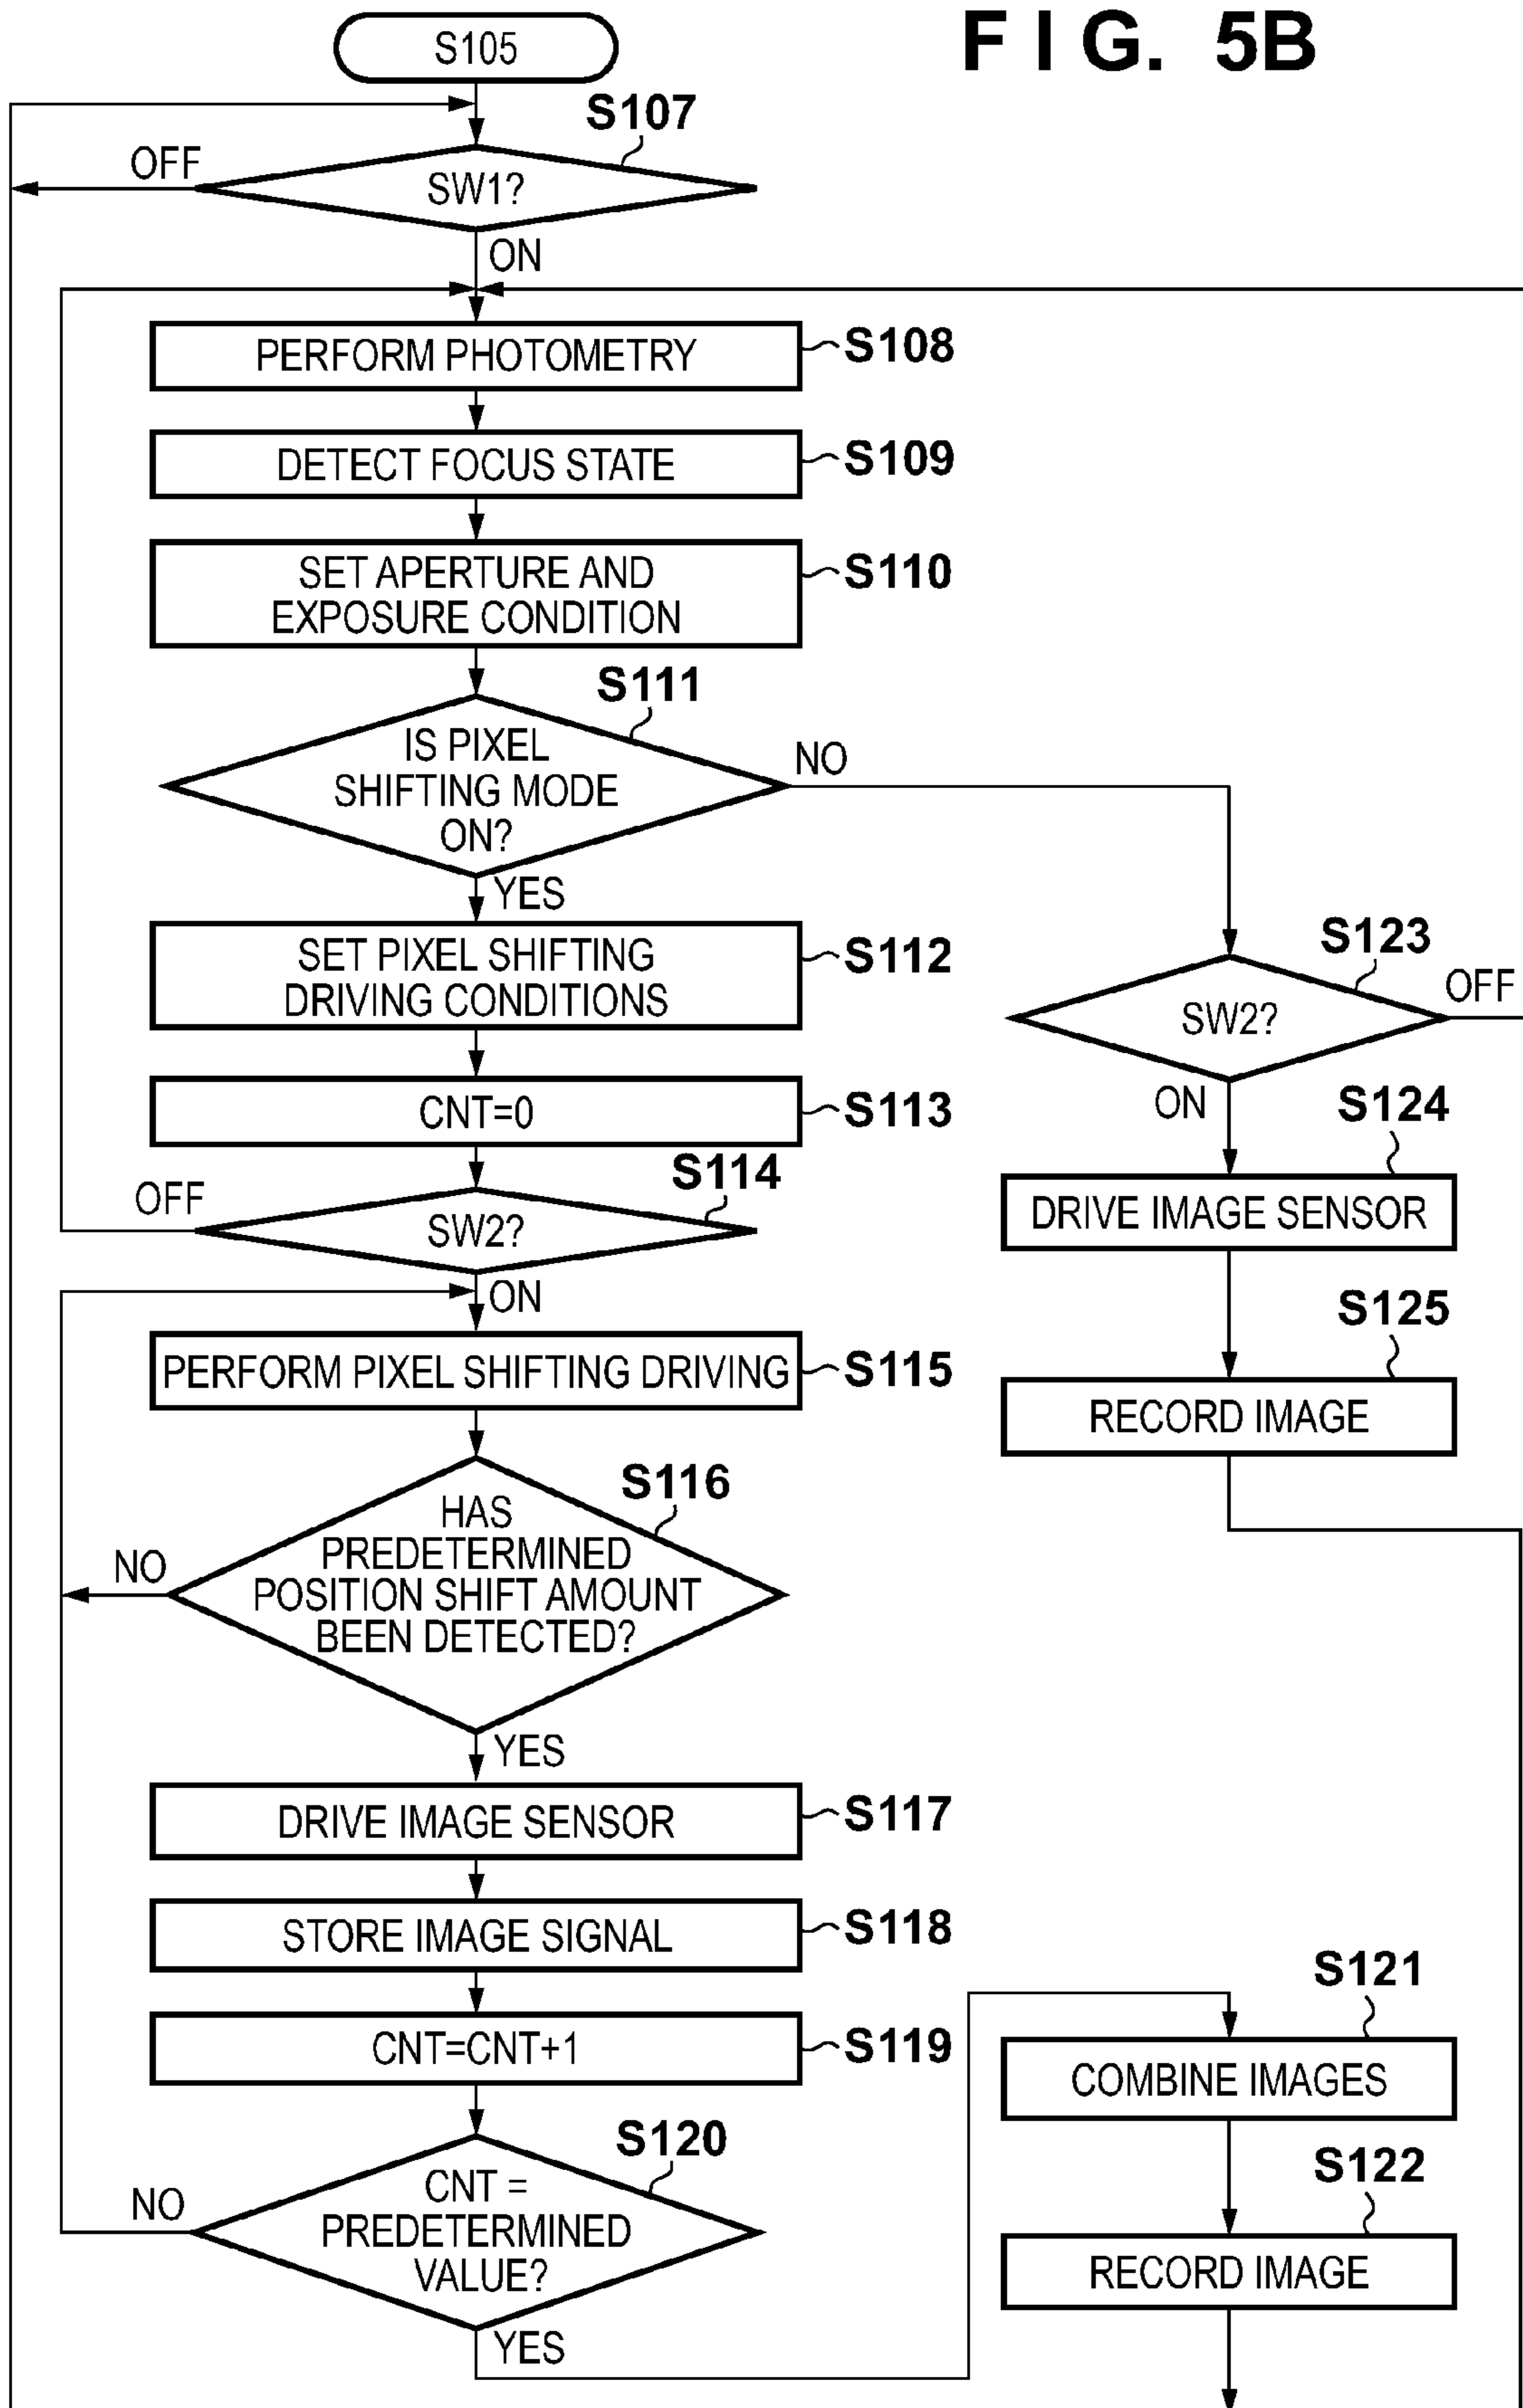 FIG. 5B
S105
S107
OFF
SW1?
ON
PERFORM PHOTOMETRY
S108
DETECT FOCUS STATE
S109
SET APERTURE AND
EXPOSURE CONDITION
S110
S111
IS PIXEL
SHIFTING MODE
ON?
NO
YES
SET PIXEL SHIFTING
DRIVING CONDITIONS
S112
CNT=0
S113
S114
OFF
SW2?
ON
PERFORM PIXEL SHIFTING DRIVING
S115
S116
HAS
PREDETERMINED
POSITION SHIFT AMOUNT
BEEN DETECTED?
NO
YES
DRIVE IMAGE SENSOR
S117
STORE IMAGE SIGNAL
S118
CNT=CNT+1
S119
S120
CNT =
PREDETERMINED
VALUE?
NO
YES
S123
SW2?
OFF
ON
S124
DRIVE IMAGE SENSOR
S125
RECORD IMAGE
S121
COMBINE IMAGES
S122
RECORD IMAGE